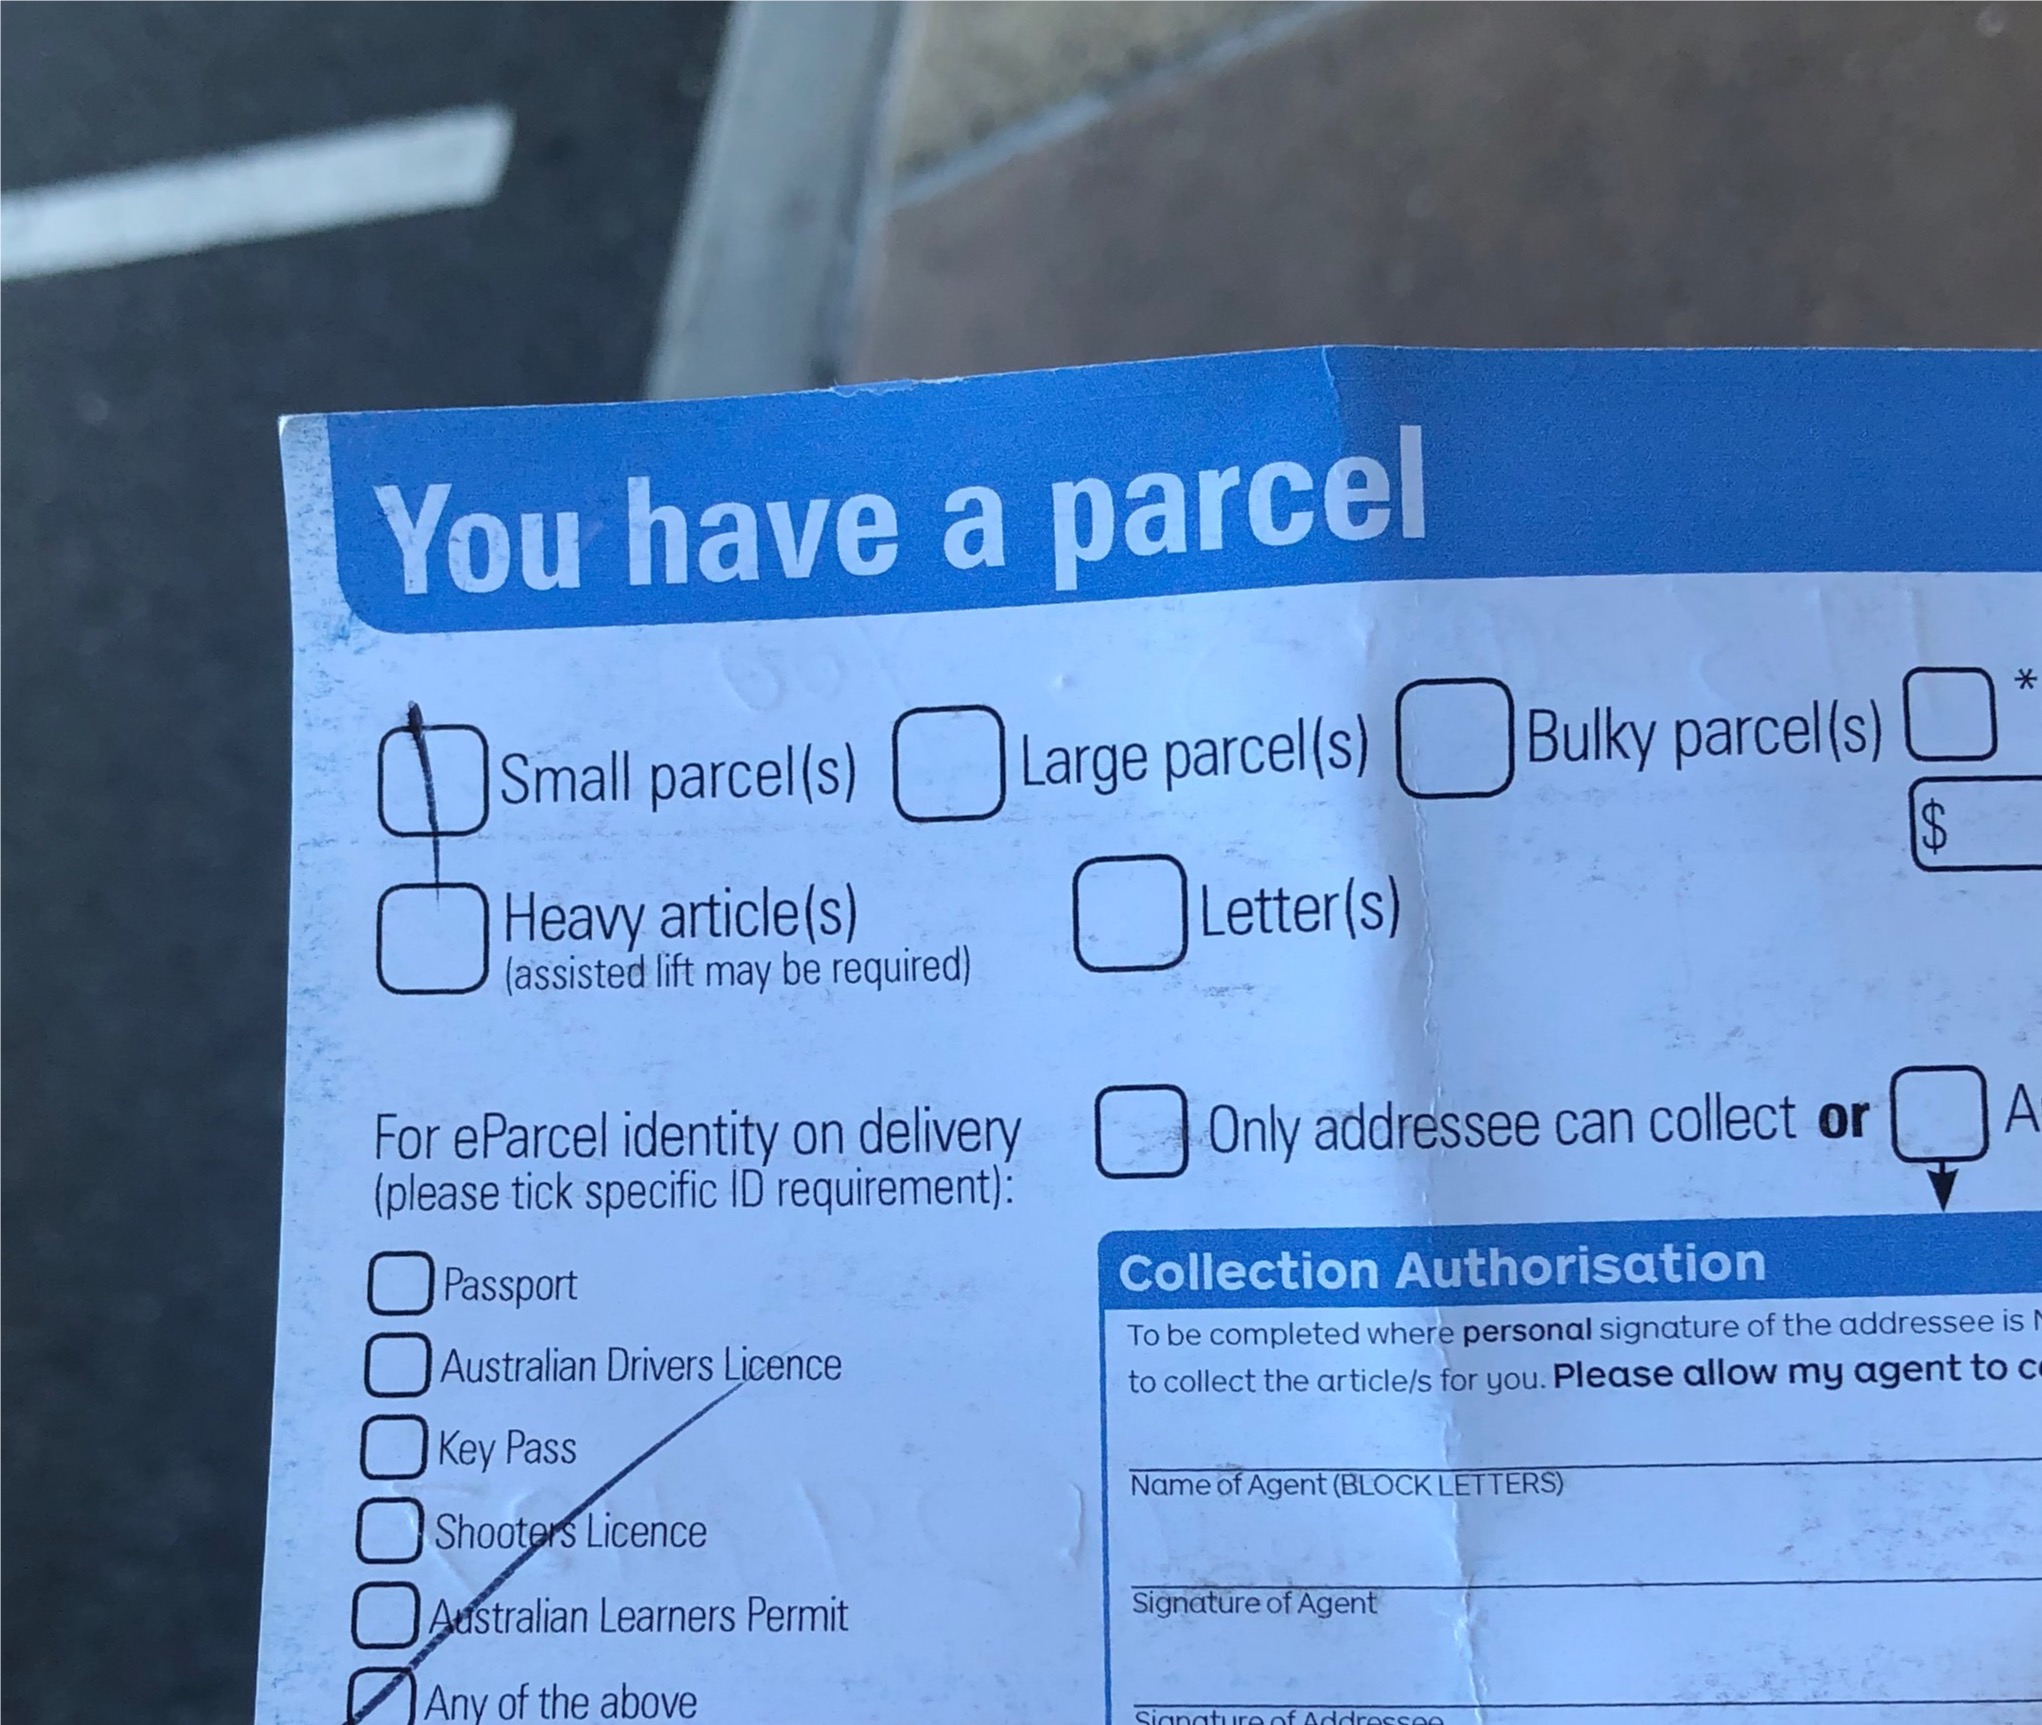 You have a parcel
Small parcel(s) Large parcel(s) Bulky parcel(s) *
$
Heavy article(s) Letter(s)
(assisted lift may be required)
For eParcel identity on delivery
(please tick specific ID requirement):
Only addressee can collect or A
Passport
Australian Drivers Licence
Key Pass
Shooters Licence
Australian Learners Permit
Any of the above
Collection Authorisation
To be completed where personal signature of the addressee is
to collect the article/s for you. Please allow my agent to
Name of Agent (BLOCK LETTERS)
Signature of Agent
Signature of Addressee